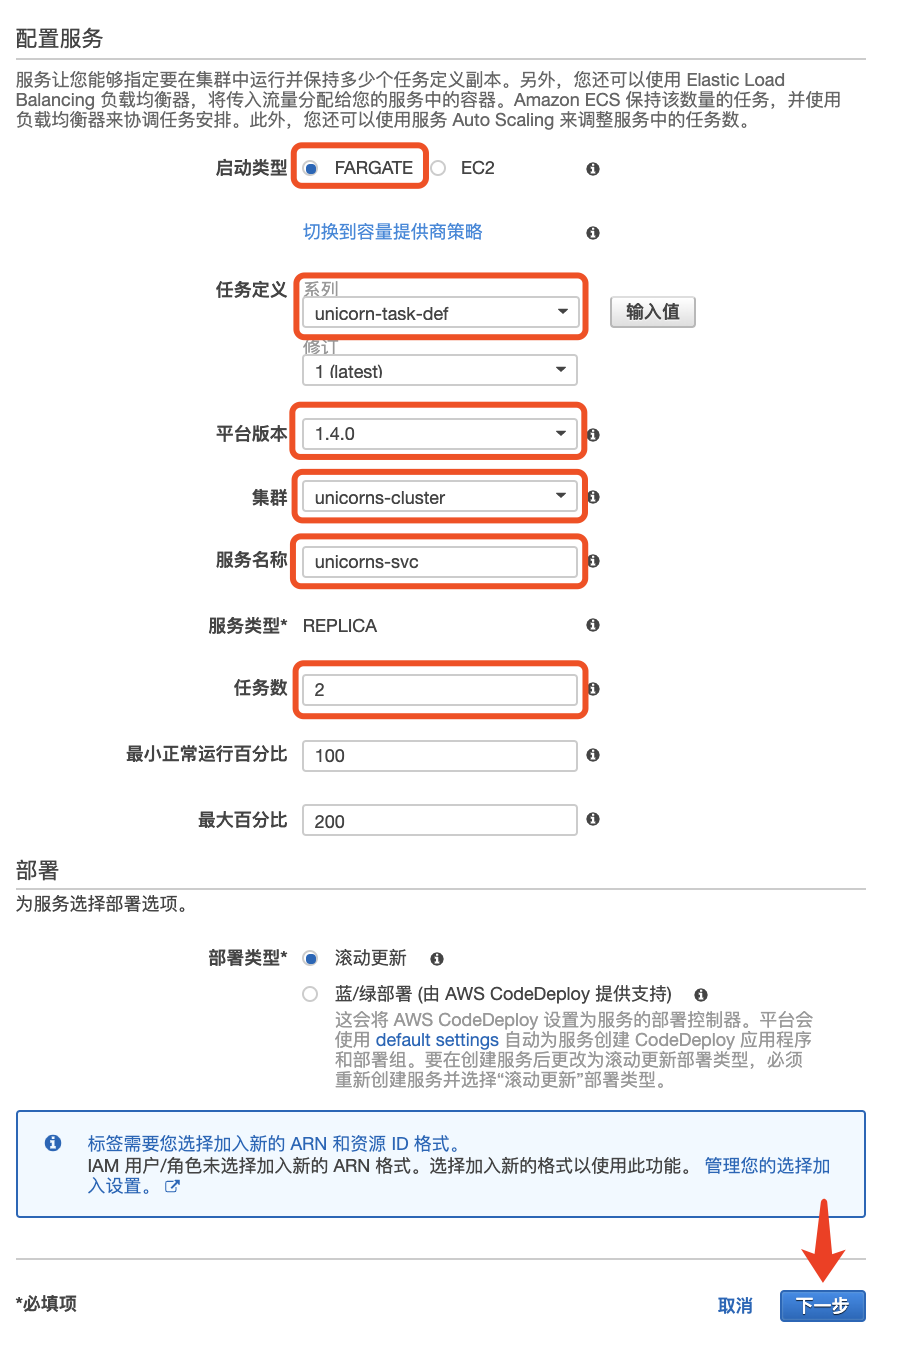 配置服务
服务让您能够指定要在集群中运行并保持多少个任务定义副本。另外，您还可以使用 Elastic Load
Balancing 负载均衡器，将传入流量分配给您的服务中的容器。Amazon ECS 保持该数量的任务，并使用
负载均衡器来协调任务安排。此外，您还可以使用服务 Auto Scaling 来调整服务中的任务数。
启动类型 FARGATE EC2
切换到容量提供商策略
任务定义 系列
unicorn-task-def 输入值
修订
1 (latest)
平台版本 1.4.0
集群 unicorns-cluster
服务名称 unicorns-svc
服务类型* REPLICA
任务数 2
最小正常运行百分比 100
最大百分比 200
部署
为服务选择部署选项。
部署类型* 滚动更新
蓝/绿部署 (由 AWS CodeDeploy 提供支持)
这会将 AWS CodeDeploy 设置为服务的部署控制器。平台会
使用 default settings 自动为服务创建 CodeDeploy 应用程序
和部署组。要在创建服务后更改为滚动更新部署类型，必须
重新创建服务并选择“滚动更新”部署类型。
标签需要您选择加入新的 ARN 和资源 ID 格式。
IAM 用户/角色未选择加入新的 ARN 格式。选择加入新的格式以使用此功能。 管理您的选择加
入设置。
*必填项 取消 下一步